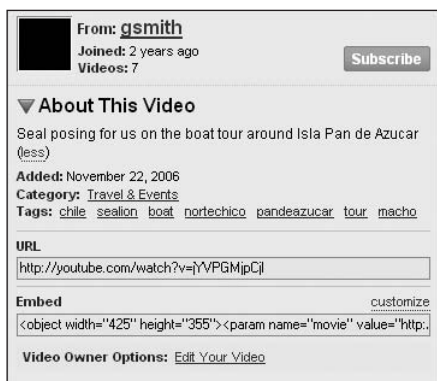 From: gsmith
Joined: 2 years ago
Videos: 7
Subscribe
About This Video
Seal posing for us on the boat tour around Isla Pan de Azucar
(less)
Added: November 22, 2006
Category: Travel & Events
Tags: chile sealion boat nortechico pandeazucar tour macho
URL
http://youtube.com/watch?v=jYVPGMjpCjI
Embed customize
<object width="425" height="355"><param name="movie" value="http:.
Video Owner Options: Edit Your Video